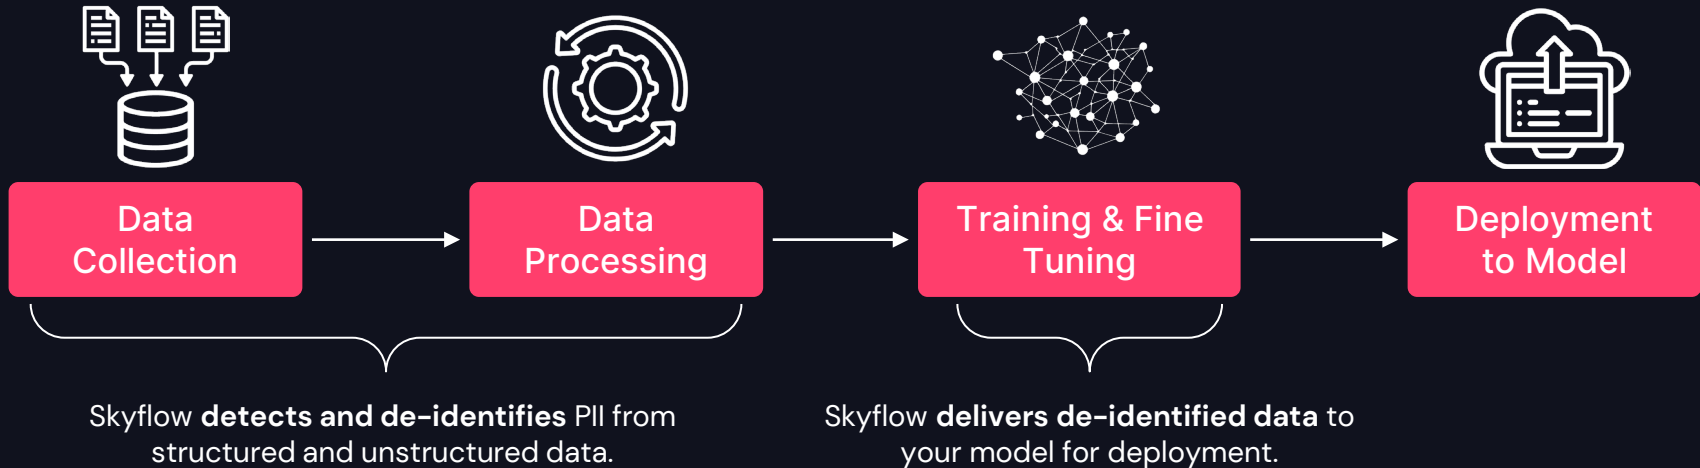 Data
Collection
Data
Processing
Training & Fine
Tuning
Deployment
to Model
Skyflow detects and de-identifies PII from
structured and unstructured data.
Skyflow delivers de-identified data to
your model for deployment.